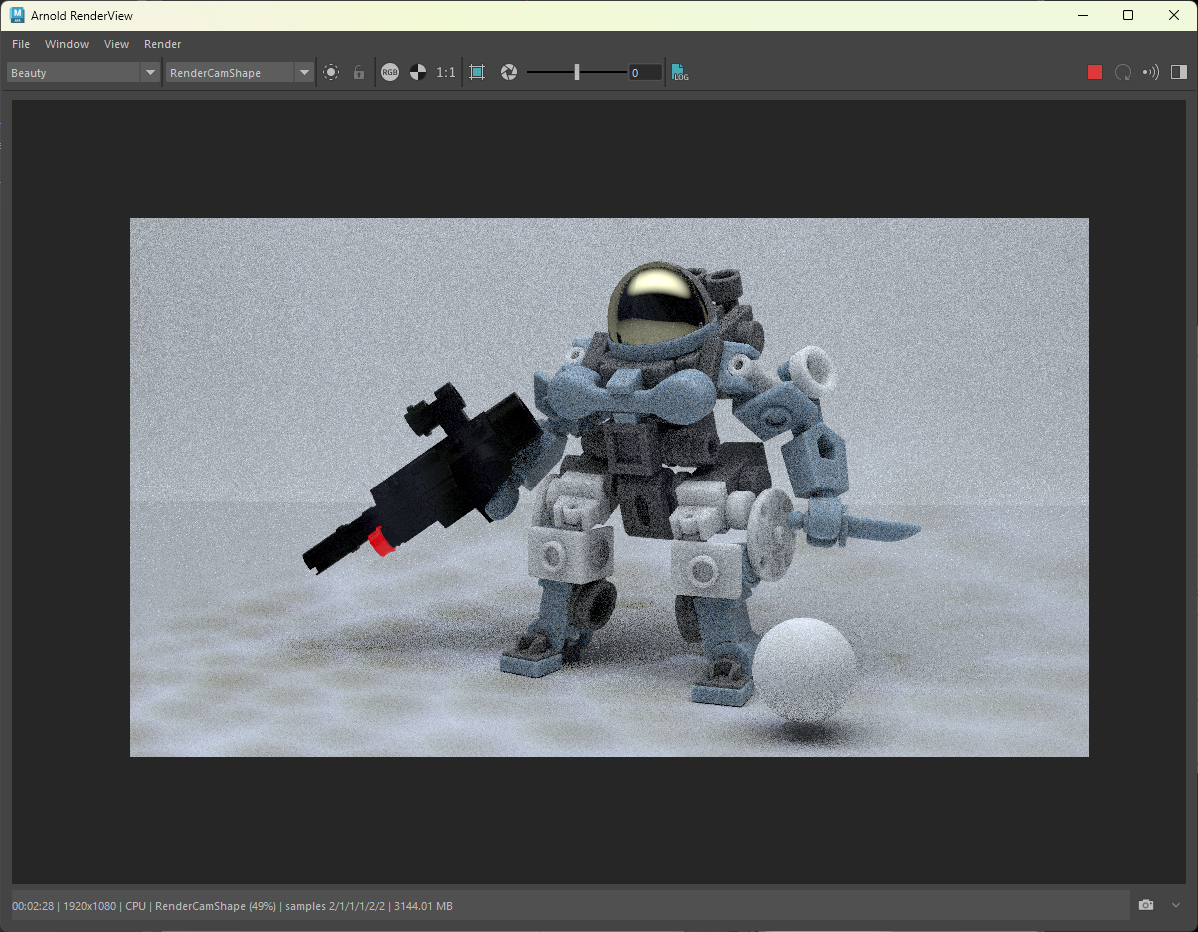 Arnold RenderView
File Window View Render
Beauty RenderCamShape RGB 1:1 0 LOG
00:02:28 | 1920x1080 | CPU | RenderCamShape (49%) | samples 2/1/1/1/2/2 | 3144.01 MB